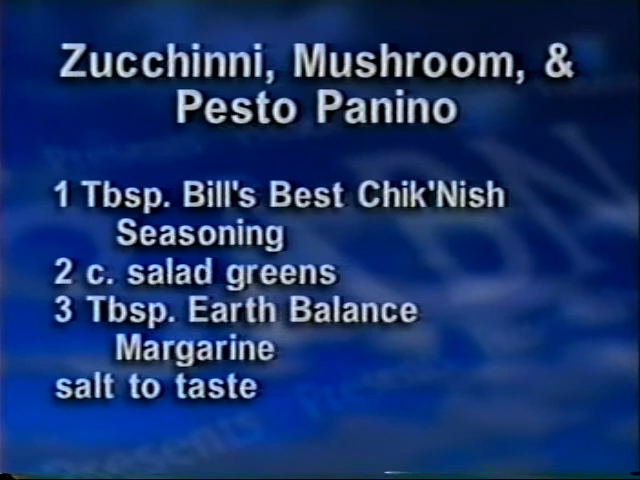 Zucchinni, Mushroom, &
Pesto Panino
1 Tbsp. Bill's Best Chik'Nish
Seasoning
2 c. salad greens
3 Tbsp. Earth Balance
Margarine
salt to taste
Presents